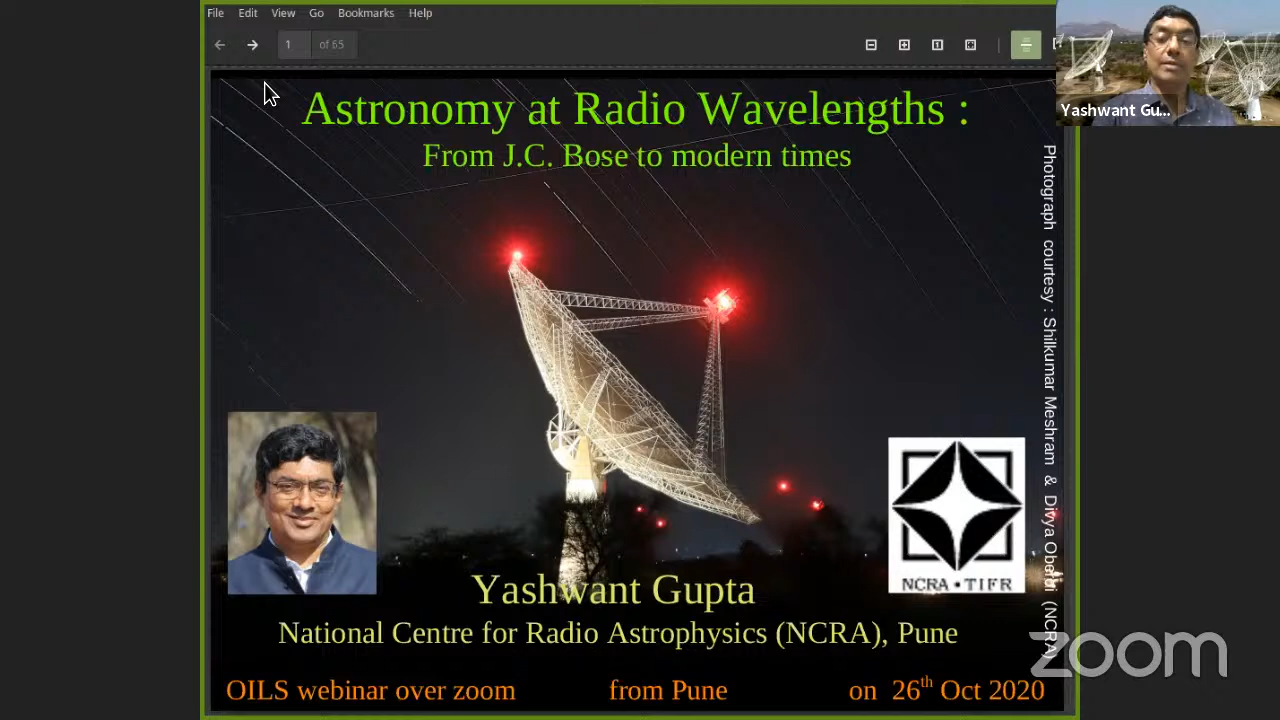 File Edit View Go Bookmarks Help
1 of 65
Yashwant Gu...
Astronomy at Radio Wavelengths :
From J.C. Bose to modern times
Photograph courtesy : Shilkumar Meshram & Divya Oberoi (NCRA)
NCRA • TIFR
Yashwant Gupta
National Centre for Radio Astrophysics (NCRA), Pune
zoom
OILS webinar over zoom from Pune on 26th Oct 2020